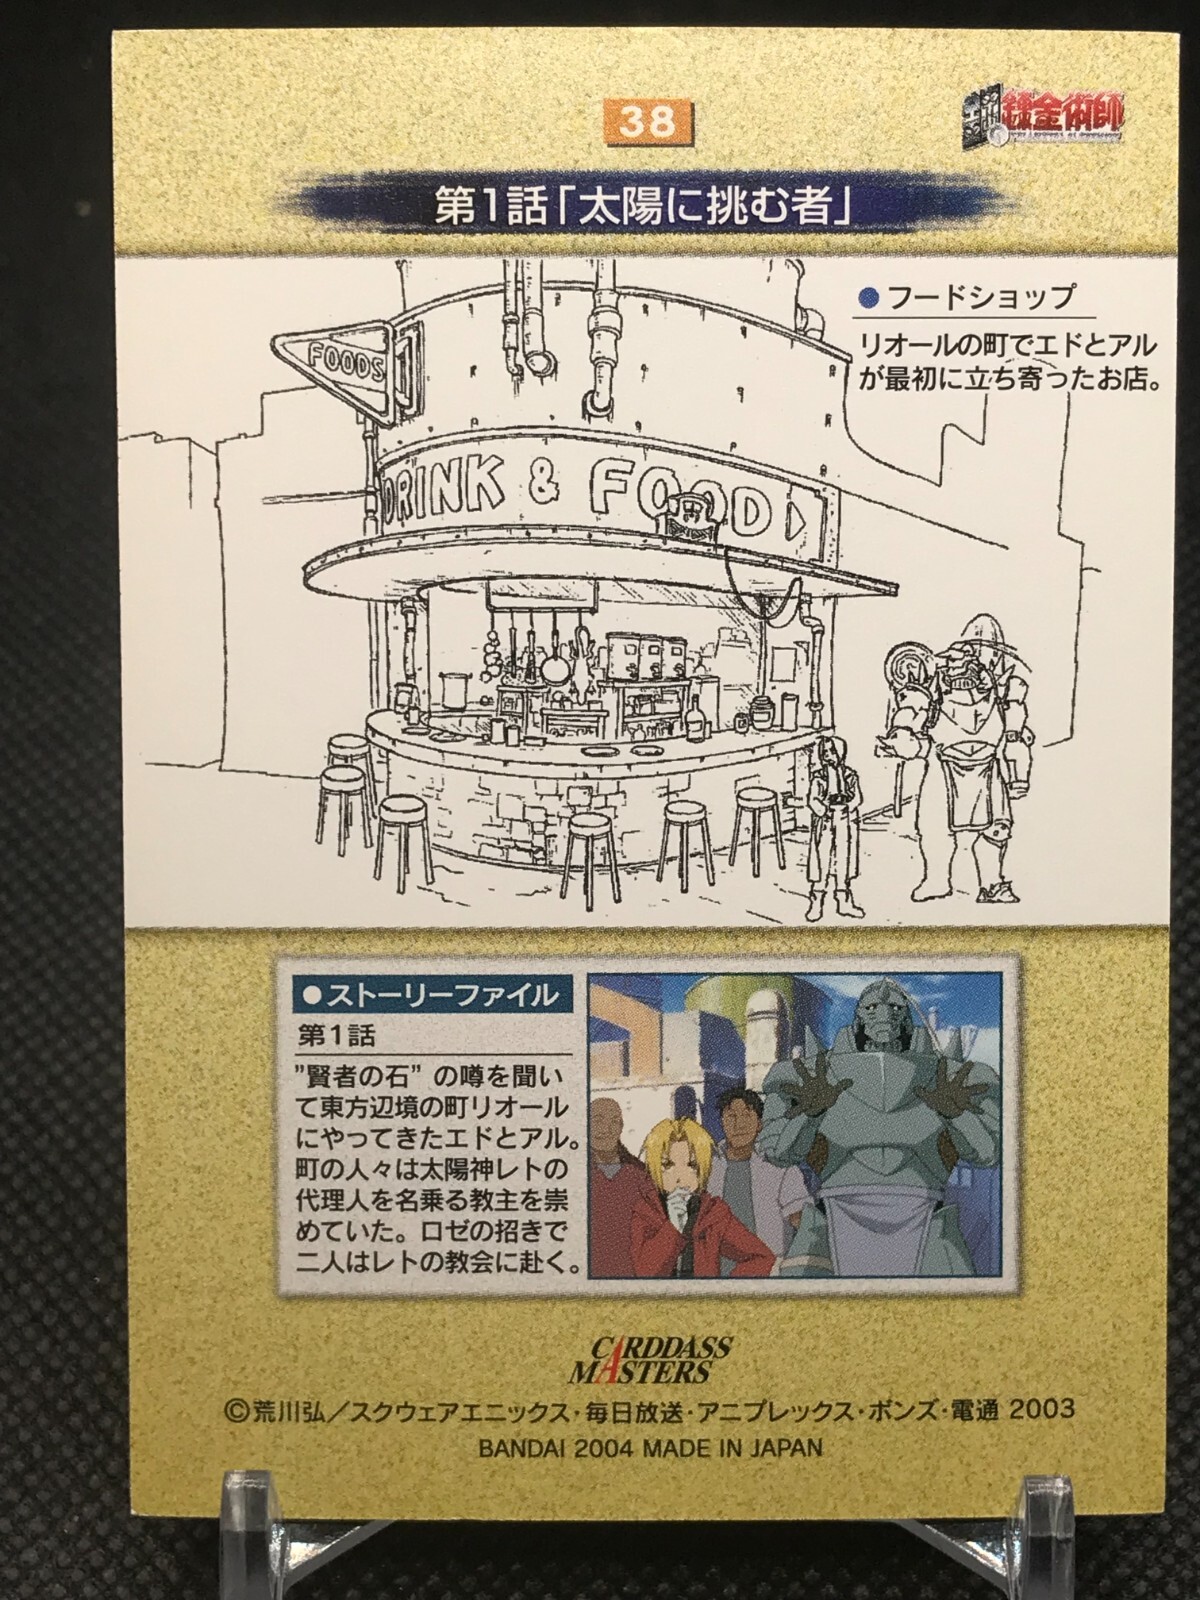 38
鋼の錬金術師
第1話「太陽に挑む者」
●フードショップ
リオールの町でエドとアル
が最初に立ち寄ったお店。
FOODS
DRINK & FOOD
●ストーリーファイル
第1話
”賢者の石”の噂を聞い
て東方辺境の町リオール
にやってきたエドとアル。
町の人々は太陽神レトの
代理人を名乗る教主を崇
めていた。ロゼの招きで
二人はレトの教会に赴く。
CARDDASS
MASTERS
©荒川弘/スクウェアエニックス・毎日放送・アニプレックス・ボンズ・電通 2003
BANDAI 2004 MADE IN JAPAN